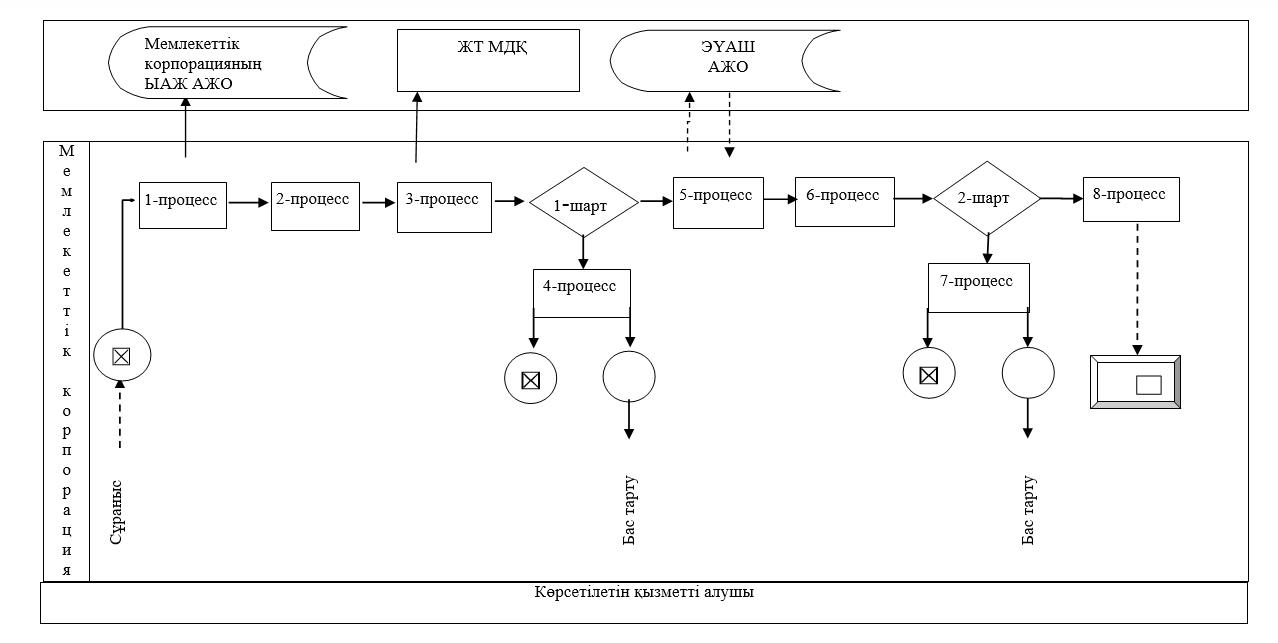 Мемлекеттік
корпорацияның
ЫАЖ АЖО
ЖТ МДҚ
ЭҮАШ
АЖО
Мемлекеттік корпорация
1-процесс
2-процесс
3-процесс
1-шарт
5-процесс
6-процесс
2-шарт
8-процесс
4-процесс
7-процесс
Сұраныс
Бас тарту
Бас тарту
Көрсетілетін қызметті алушы